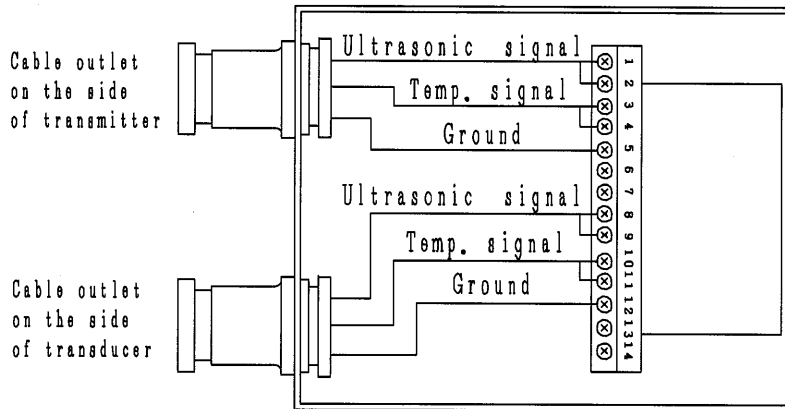 Ultrasonic signal
Cable outlet
on the side
of transmitter
Temp. signal
Ground
1
2
3
4
5
6
7
8
9
10
11
12
13
14
Ultrasonic signal
Temp. signal
Ground
Cable outlet
on the side
of transducer